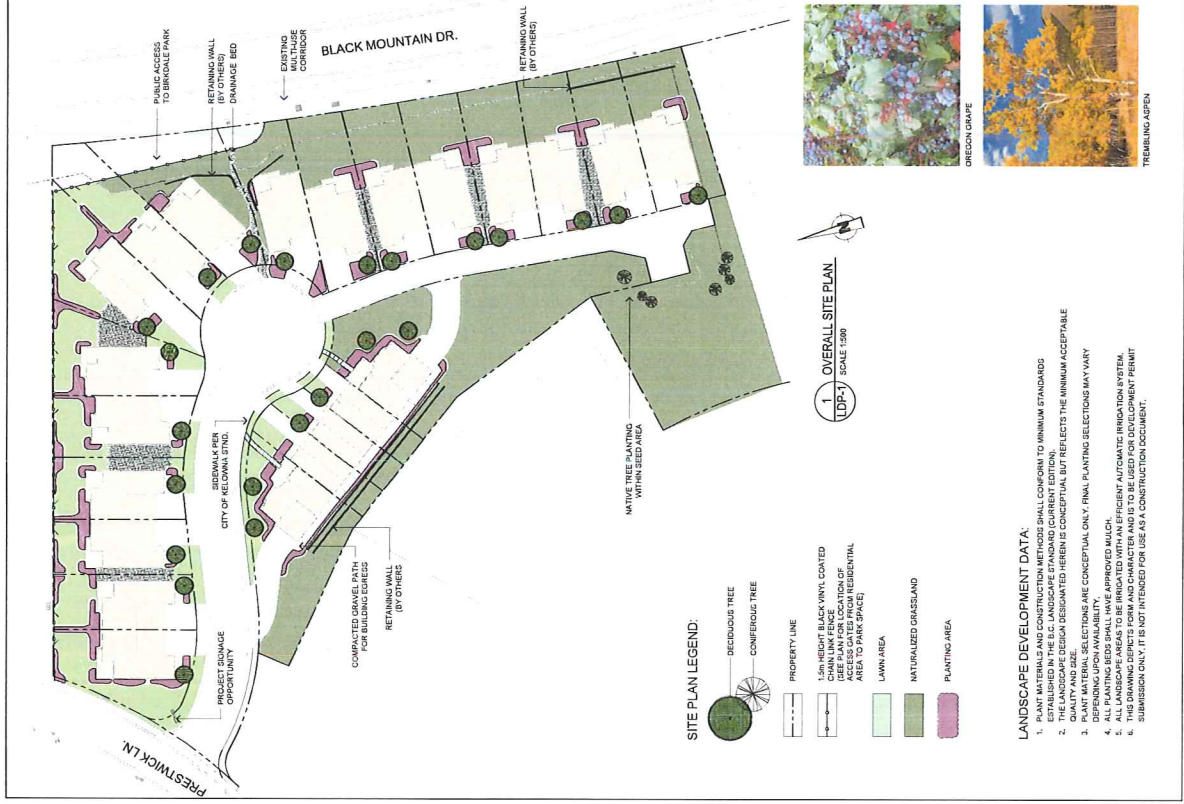 BLACK MOUNTAIN DR.
PUBLIC ACCESS
TO BIRKDALE PARK
RETAINING WALL
(BY OTHERS)
DRAINAGE BED
EXISTING
MULTI-USE
CORRIDOR
RETAINING WALL
(BY OTHERS)
SIDEWALK PER
CITY OF KELOWNA STND.
PROJECT SIGNAGE
OPPORTUNITY
PRESTWICK LN.
COMPACTED GRAVEL PATH
FOR BUILDING EGRESS
RETAINING WALL
(BY OTHERS)
NATIVE TREE PLANTING
WITHIN SEED AREA
N
1
LDP-1
OVERALL SITE PLAN
SCALE 1:500
OREGON GRAPE
TREMBLING ASPEN
SITE PLAN LEGEND:
DECIDUOUS TREE
CONIFEROUS TREE
PROPERTY LINE
1.5m HEIGHT BLACK VINYL COATED
CHAIN LINK FENCE
(SEE PLAN FOR LOCATION OF
ACCESS GATES FROM RESIDENTIAL
AREA TO PARK SPACE)
LAWN AREA
NATURALIZED GRASSLAND
PLANTING AREA
LANDSCAPE DEVELOPMENT DATA:
1. PLANT MATERIALS AND CONSTRUCTION METHODS SHALL CONFORM TO MINIMUM STANDARDS
ESTABLISHED IN THE B.C. LANDSCAPE STANDARD (CURRENT EDITION).
2. THE LANDSCAPE DESIGN DESIGNATED HEREIN IS CONCEPTUAL BUT REFLECTS THE MINIMUM ACCEPTABLE
QUALITY AND SIZE.
3. PLANT MATERIAL SELECTIONS ARE CONCEPTUAL ONLY. FINAL PLANTING SELECTIONS MAY VARY
DEPENDING UPON AVAILABILITY.
4. ALL PLANTING BEDS SHALL HAVE APPROVED MULCH.
5. ALL LANDSCAPE AREAS TO BE IRRIGATED WITH AN EFFICIENT AUTOMATIC IRRIGATION SYSTEM.
6. THIS DRAWING DEPICTS FORM AND CHARACTER AND IS TO BE USED FOR DEVELOPMENT PERMIT
SUBMISSION ONLY. IT IS NOT INTENDED FOR USE AS A CONSTRUCTION DOCUMENT.